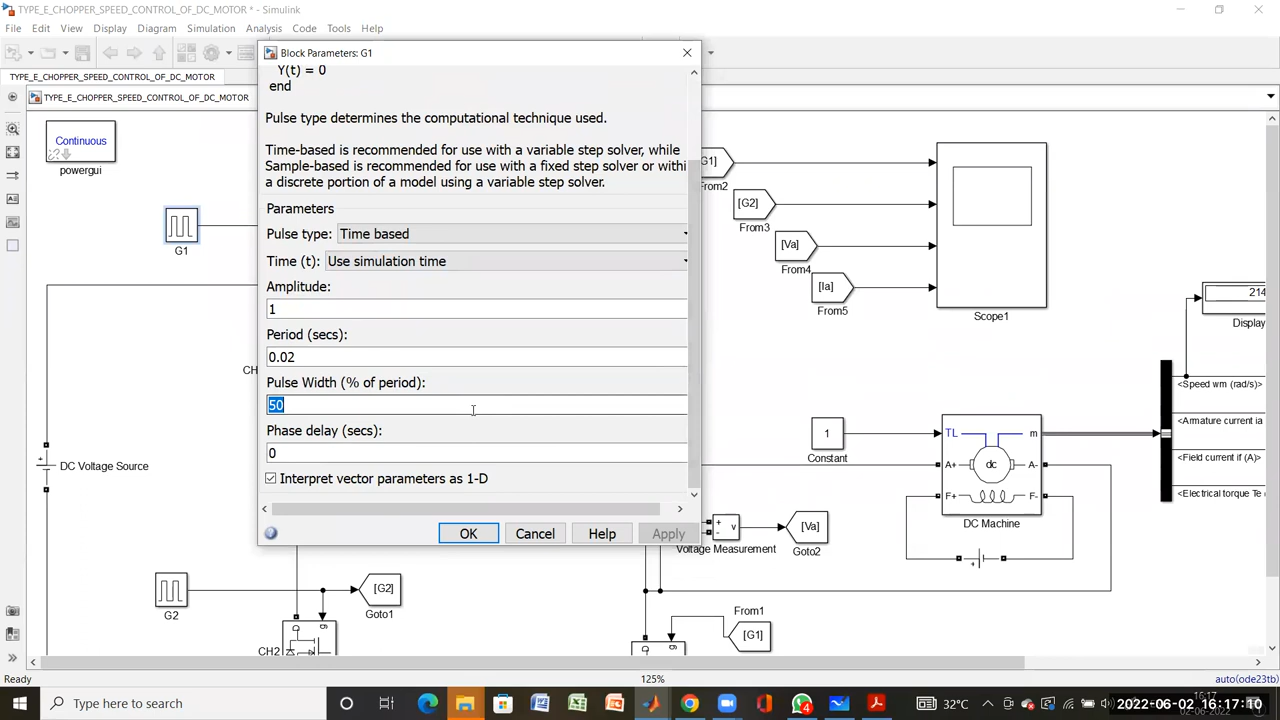 TYPE_E_CHOPPER_SPEED_CONTROL_OF_DC_MOTOR * - Simulink
File Edit View Display Diagram Simulation Analysis Code Tools Help
TYPE_E_CHOPPER_SPEED_CONTROL_OF_DC_MOTOR
TYPE_E_CHOPPER_SPEED_CONTROL_OF_DC_MOTOR
Block Parameters: G1
Y(t) = 0
end
Pulse type determines the computational technique used.
Time-based is recommended for use with a variable step solver, while
Sample-based is recommended for use with a fixed step solver or withi
a discrete portion of a model using a variable step solver.
Parameters
Pulse type: Time based
Time (t): Use simulation time
Amplitude:
1
Period (secs):
0.02
Pulse Width (% of period):
50
Phase delay (secs):
0
Interpret vector parameters as 1-D
OK Cancel Help Apply
Continuous
powergui
G1
CH
DC Voltage Source
G2
[G2]
Goto1
CH2
D
g
G1]
From2
[G2]
From3
[Va]
From4
[Ia]
From5
Scope1
214
Display
<Speed wm (rad/s)>
<Armature current ia
<Field current if (A)>
<Electrical torque Te
1
Constant
TL
m
A+
dc
A-
F+
F-
DC Machine
+
-
v
Voltage Measurement
[Va]
Goto2
From1
[G1]
g
D
Ready
125%
auto(ode23tb)
Type here to search
4
32°C
16:17
2022-06-02 16:17:10